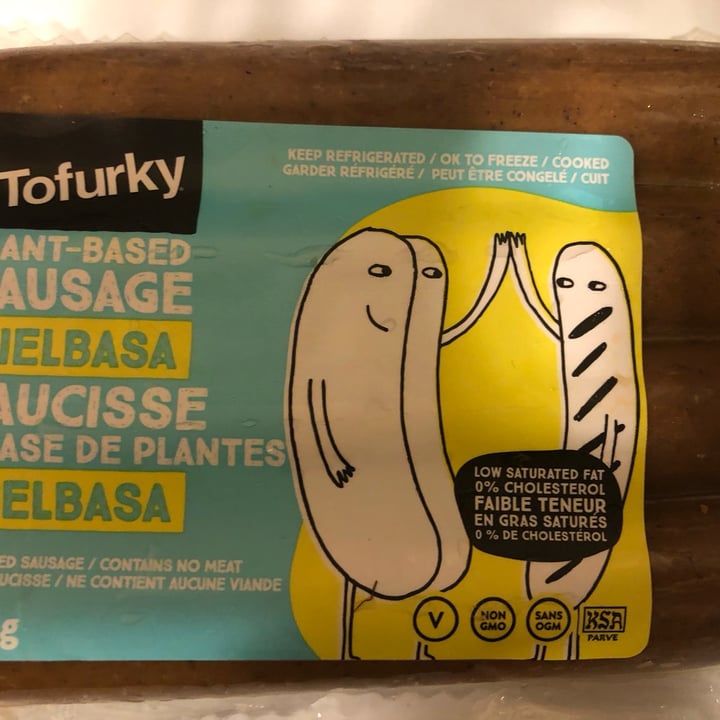 Tofurky
KEEP REFRIGERATED / OK TO FREEZE / COOKED
GARDER RÉFRIGÉRÉ / PEUT ÊTRE CONGELÉ / CUIT
ANT-BASED
AUSAGE
IELBASA
AUCISSE
ASE DE PLANTES
ELBASA
LOW SATURATED FAT
0% CHOLESTEROL
FAIBLE TENEUR
EN GRAS SATURÉS
0 % DE CHOLESTÉROL
ED SAUSAGE / CONTAINS NO MEAT
UCISSE / NE CONTIENT AUCUNE VIANDE
g
V
NON
GMO
SANS
OGM
KSA
PARVE